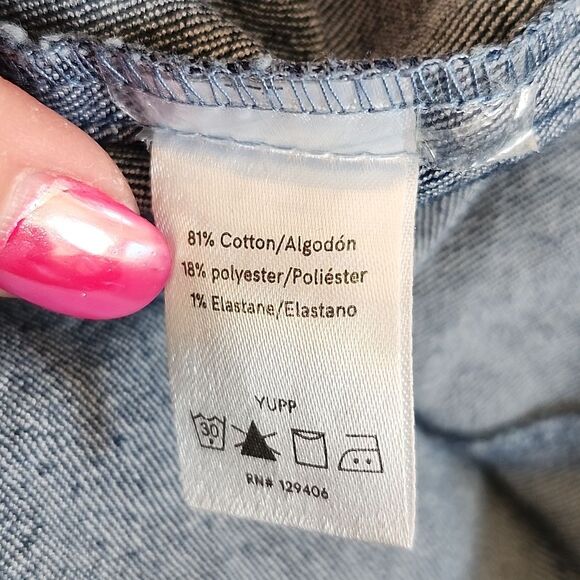 81% Cotton/Algodón
18% polyester/Poliéster
1% Elastane/Elastano
YUPP
30
RN# 129406